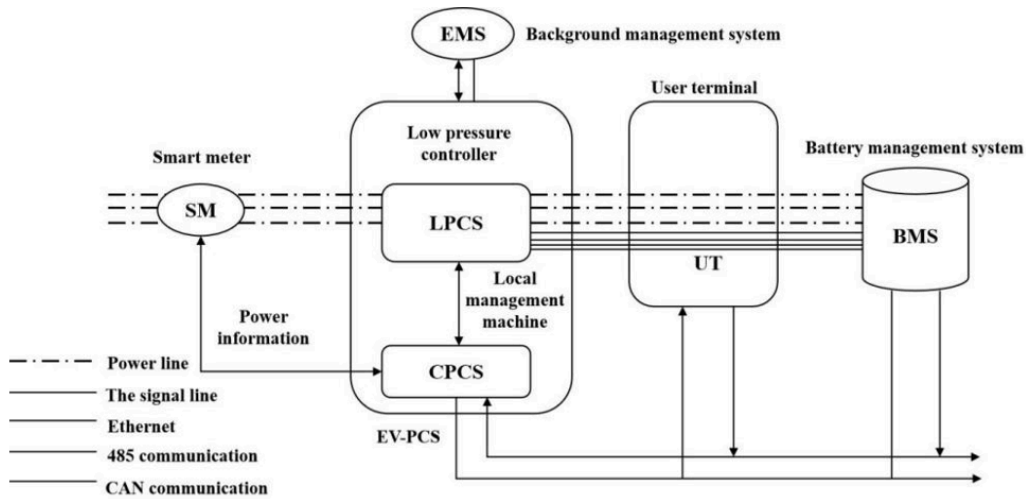 EMS
Background management system
User terminal
Low pressure
controller
Smart meter
Battery management system
SM
LPCS
BMS
UT
Local
management
machine
Power
information
CPCS
Power line
The signal line
EV-PCS
Ethernet
485 communication
CAN communication